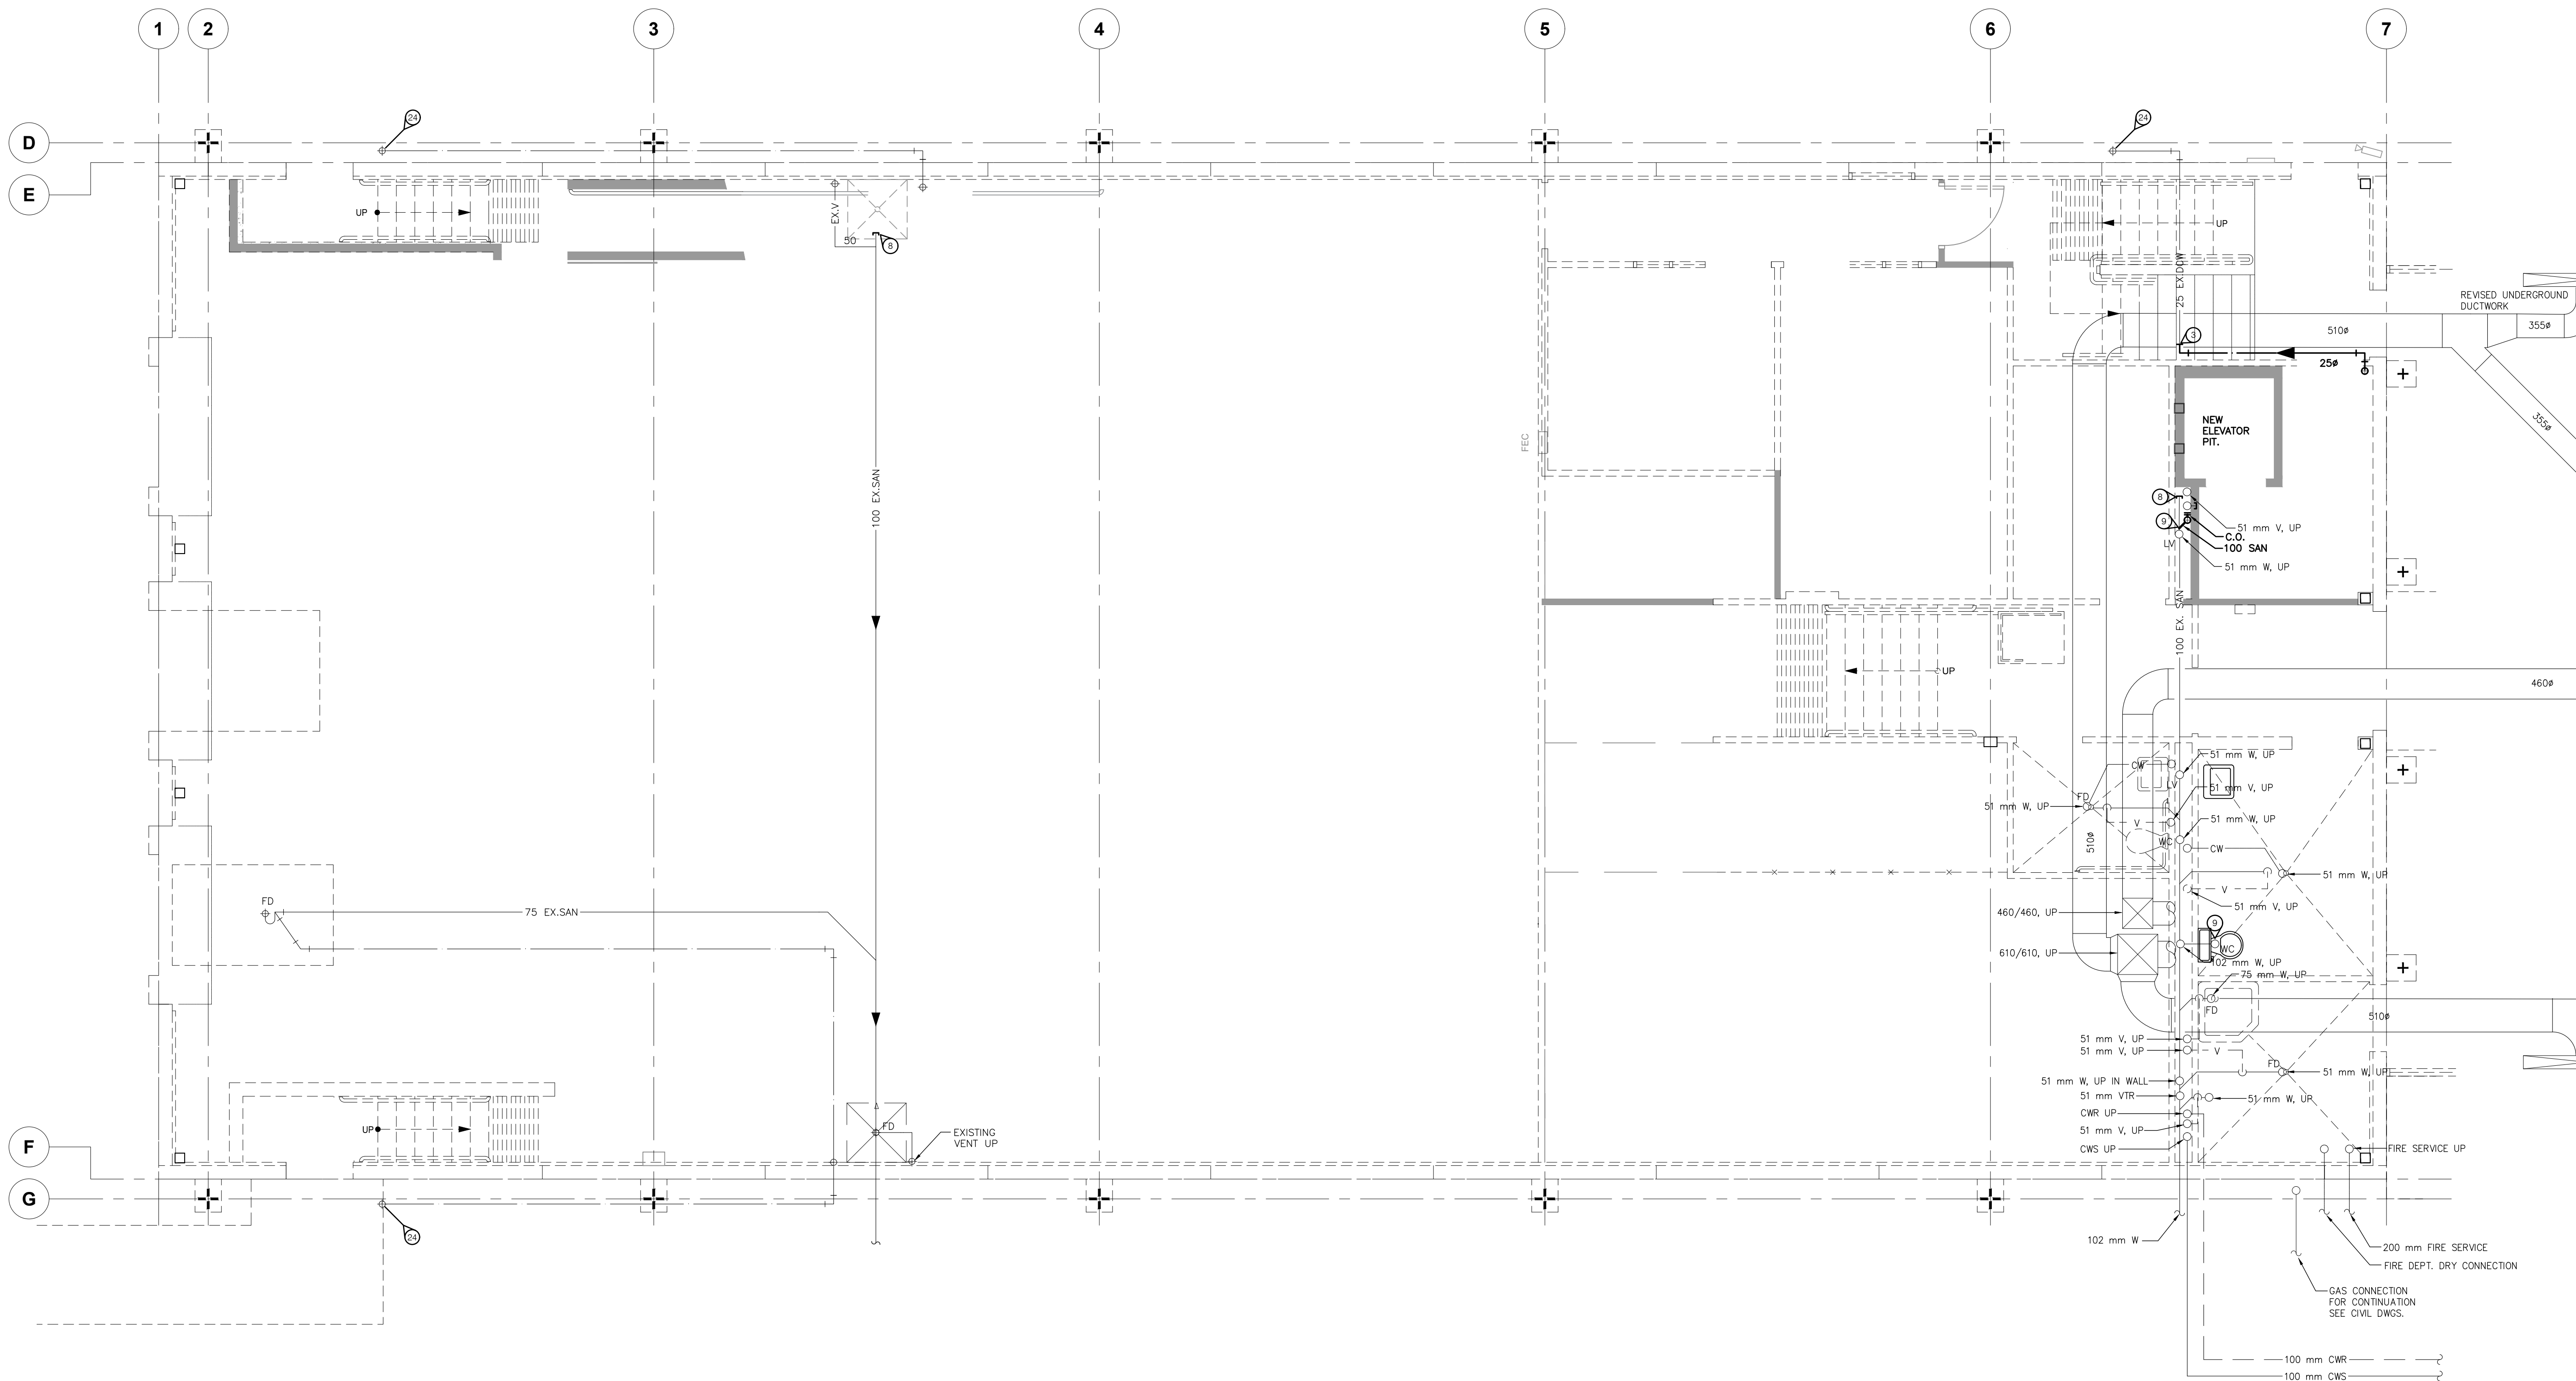 1
2
3
4
5
6
7
D
E
F
G
24
24
UP
EX.V
50
8
100 EX.SAN
FEC
UP
25 EX.DCW
REVISED UNDERGROUND
DUCTWORK
510ø
355ø
3
25ø
355ø
NEW
ELEVATOR
PIT.
8
9
51 mm V, UP
C.O.
100 SAN
LV
51 mm W, UP
100 EX. SAN
UP
460ø
CW
51 mm W, UP
LV
51 mm V, UP
FD
51 mm W, UP
V
51 mm W, UP
WC
510ø
CW
51 mm W, UP
V
51 mm V, UP
FD
75 EX.SAN
460/460, UP
9
610/610, UP
WC
102 mm W, UP
75 mm W, UP
FD
510ø
51 mm V, UP
51 mm V, UP
V
FD
51 mm W, UP
51 mm W, UP IN WALL
51 mm VTR
51 mm W, UP
CWR UP
51 mm V, UP
CWS UP
FIRE SERVICE UP
UP
FD
EXISTING
VENT UP
24
102 mm W
200 mm FIRE SERVICE
FIRE DEPT. DRY CONNECTION
GAS CONNECTION
FOR CONTINUATION
SEE CIVIL DWGS.
100 mm CWR
100 mm CWS